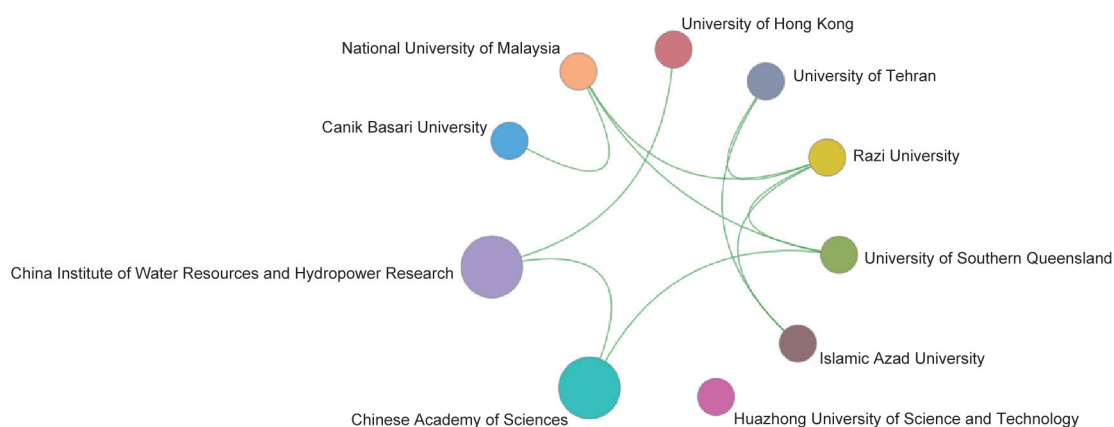 University of Hong Kong
National University of Malaysia
University of Tehran
Canik Basari University
Razi University
University of Southern Queensland
China Institute of Water Resources and Hydropower Research
Islamic Azad University
Chinese Academy of Sciences
Huazhong University of Science and Technology